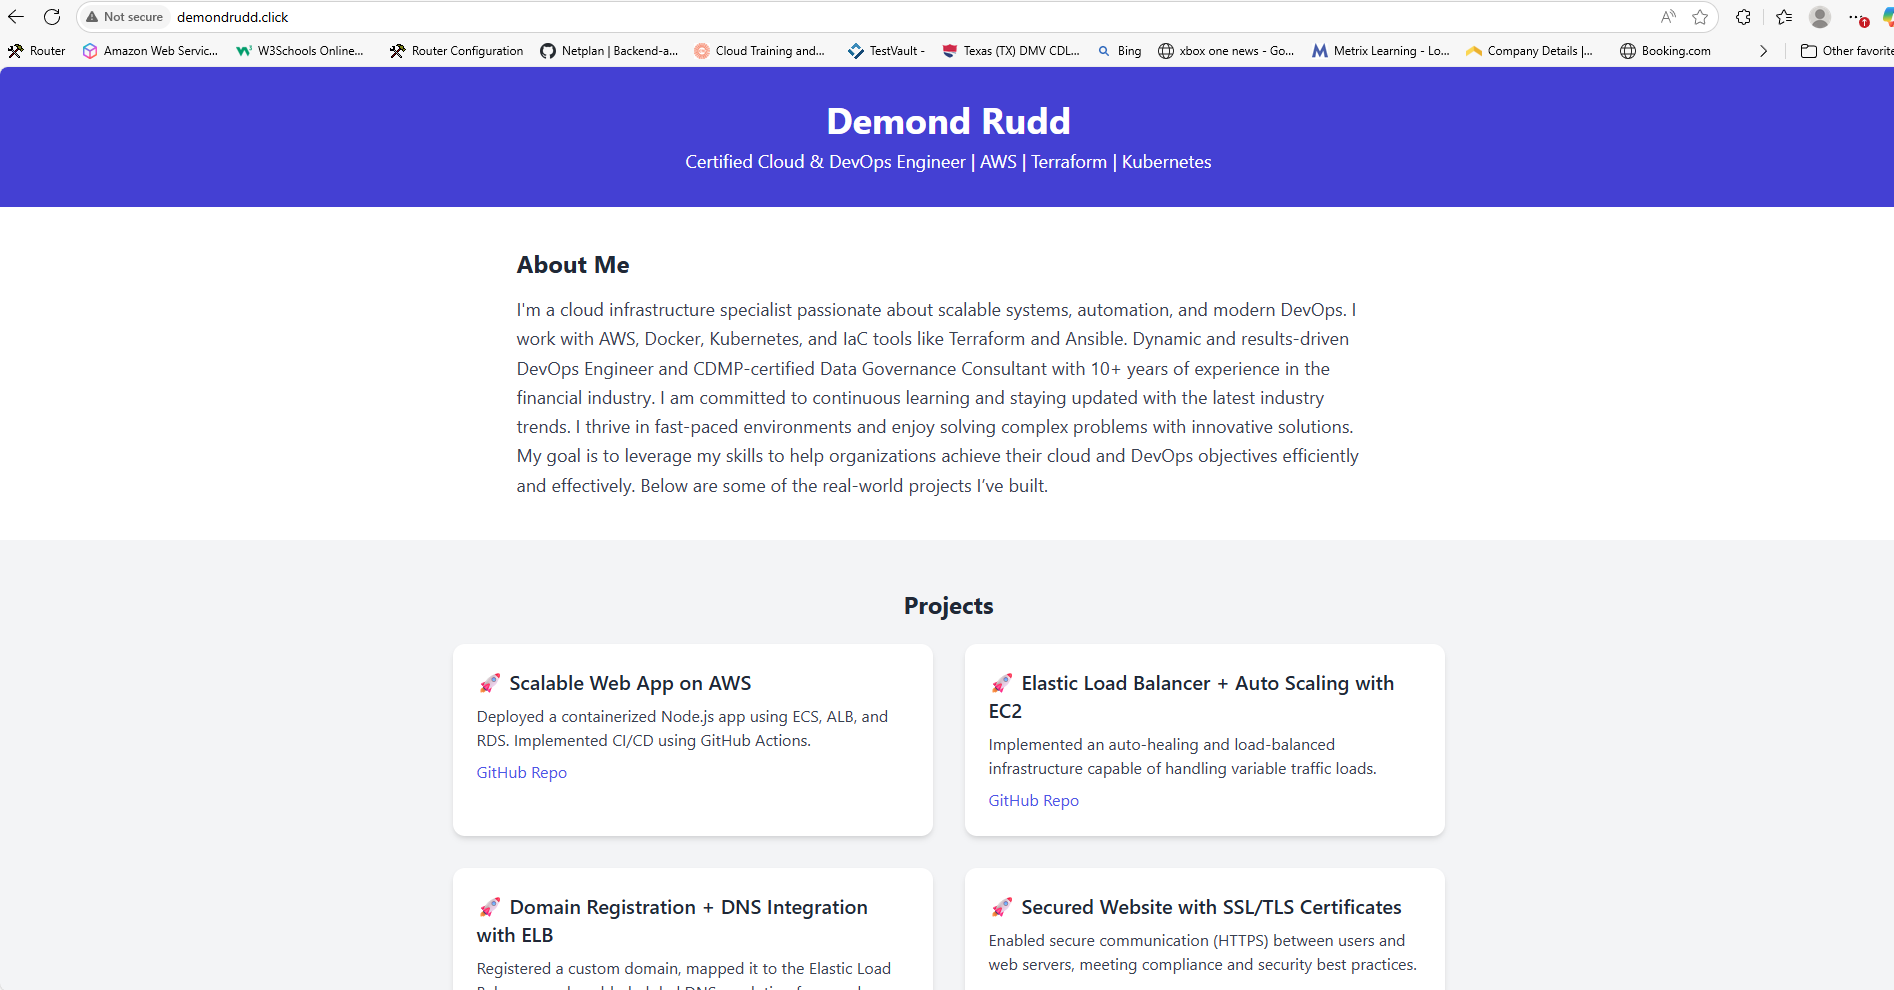 Not secure demondrudd.click
Router Amazon Web Servic... W3Schools Online... Router Configuration Netplan | Backend-a... Cloud Training and... TestVault - Texas (TX) DMV CDL... Bing xbox one news - Go... Metrix Learning - Lo... Company Details |... Booking.com Other favorite
Demond Rudd
Certified Cloud & DevOps Engineer | AWS | Terraform | Kubernetes
About Me
I'm a cloud infrastructure specialist passionate about scalable systems, automation, and modern DevOps. I
work with AWS, Docker, Kubernetes, and IaC tools like Terraform and Ansible. Dynamic and results-driven
DevOps Engineer and CDMP-certified Data Governance Consultant with 10+ years of experience in the
financial industry. I am committed to continuous learning and staying updated with the latest industry
trends. I thrive in fast-paced environments and enjoy solving complex problems with innovative solutions.
My goal is to leverage my skills to help organizations achieve their cloud and DevOps objectives efficiently
and effectively. Below are some of the real-world projects I’ve built.
Projects
🚀 Scalable Web App on AWS
Deployed a containerized Node.js app using ECS, ALB, and
RDS. Implemented CI/CD using GitHub Actions.
GitHub Repo
🚀 Elastic Load Balancer + Auto Scaling with
EC2
Implemented an auto-healing and load-balanced
infrastructure capable of handling variable traffic loads.
GitHub Repo
🚀 Domain Registration + DNS Integration
with ELB
Registered a custom domain, mapped it to the Elastic Load
🚀 Secured Website with SSL/TLS Certificates
Enabled secure communication (HTTPS) between users and
web servers, meeting compliance and security best practices.